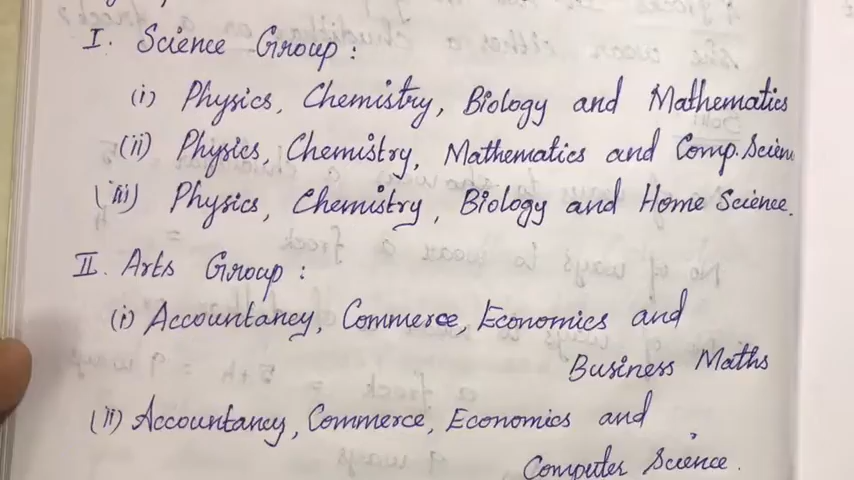 I. Science Group :
(i) Physics, Chemistry, Biology and Mathematics
(ii) Physics, Chemistry, Mathematics and Comp. Scien
(iii) Physics, Chemistry, Biology and Home Science.
II. Arts Group :
(i) Accountancy, Commerce, Economics and
Business Maths
(ii) Accountancy, Commerce, Economics and
Computer Science.